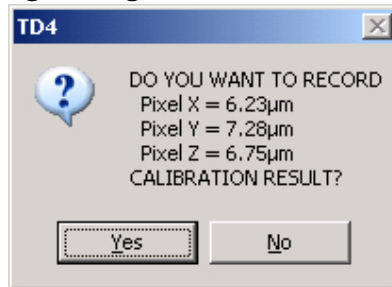 TD4
DO YOU WANT TO RECORD
Pixel X = 6.23µm
Pixel Y = 7.28µm
Pixel Z = 6.75µm
CALIBRATION RESULT?
Yes
No